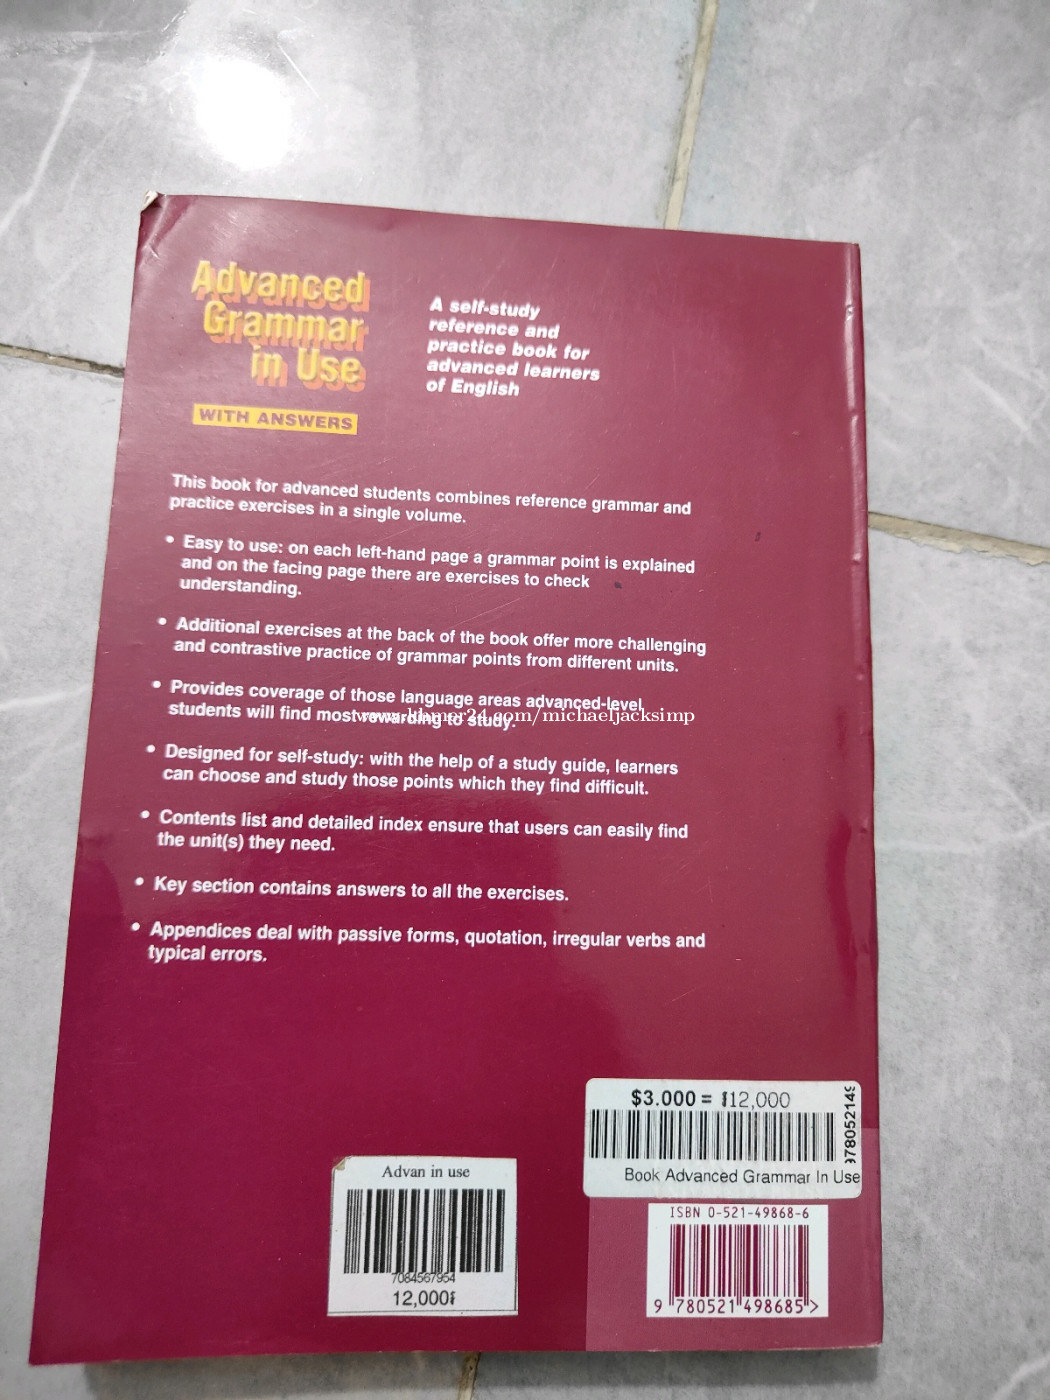 Advanced
Grammar
in Use
WITH ANSWERS
A self-study
reference and
practice book for
advanced learners
of English
This book for advanced students combines reference grammar and
practice exercises in a single volume.
• Easy to use: on each left-hand page a grammar point is explained
and on the facing page there are exercises to check
understanding.
• Additional exercises at the back of the book offer more challenging
and contrastive practice of grammar points from different units.
• Provides coverage of those language areas advanced-level
students will find most rewarding to study.
www.khmer24.com/michaeljacksimp
• Designed for self-study: with the help of a study guide, learners
can choose and study those points which they find difficult.
• Contents list and detailed index ensure that users can easily find
the unit(s) they need.
• Key section contains answers to all the exercises.
• Appendices deal with passive forms, quotation, irregular verbs and
typical errors.
$3.000 = ៛12,000
978052149
Book Advanced Grammar In Use
Advan in use
7084567954
12,000៛
ISBN 0-521-49868-6
9 780521 498685 >